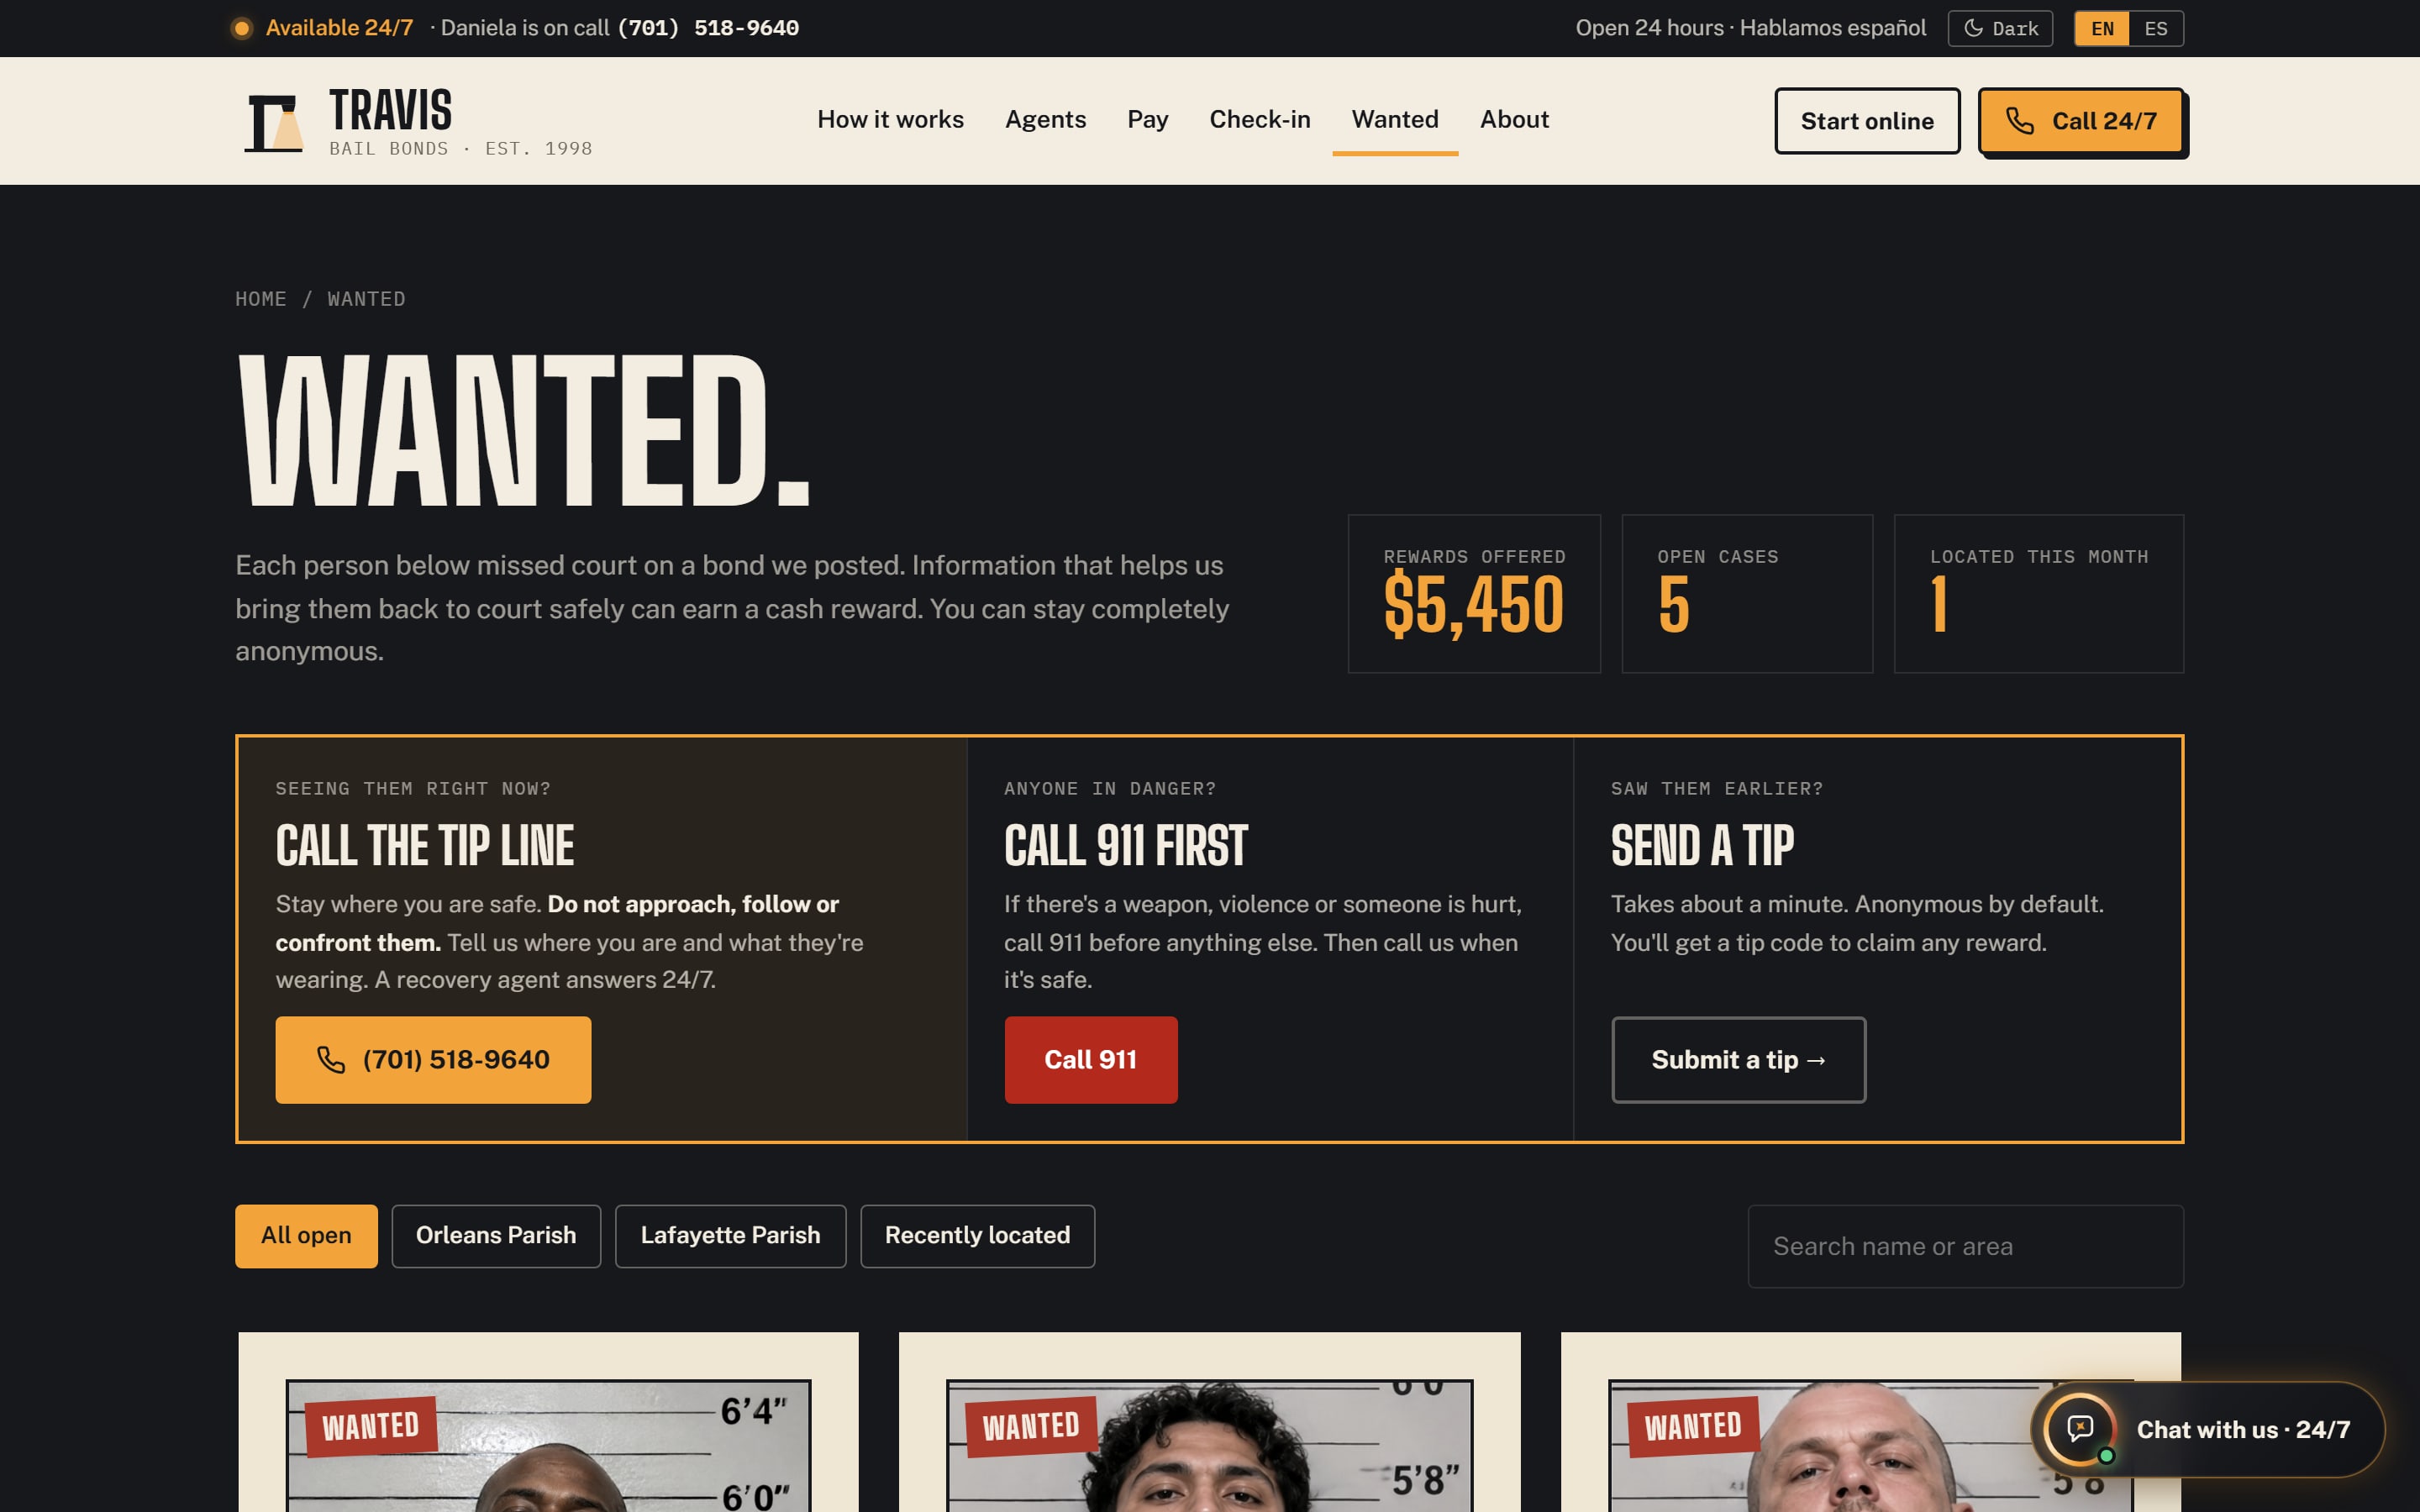 Available 24/7 · Daniela is on call (701) 518-9640
Open 24 hours · Hablamos español
Dark
EN ES
TRAVIS
BAIL BONDS · EST. 1998
How it works
Agents
Pay
Check-in
Wanted
About
Start online
Call 24/7
HOME / WANTED
WANTED.
Each person below missed court on a bond we posted. Information that helps us
bring them back to court safely can earn a cash reward. You can stay completely
anonymous.
REWARDS OFFERED
$5,450
OPEN CASES
5
LOCATED THIS MONTH
1
SEEING THEM RIGHT NOW?
CALL THE TIP LINE
Stay where you are safe. Do not approach, follow or
confront them. Tell us where you are and what they're
wearing. A recovery agent answers 24/7.
(701) 518-9640
ANYONE IN DANGER?
CALL 911 FIRST
If there's a weapon, violence or someone is hurt,
call 911 before anything else. Then call us when
it's safe.
Call 911
SAW THEM EARLIER?
SEND A TIP
Takes about a minute. Anonymous by default.
You'll get a tip code to claim any reward.
Submit a tip →
All open
Orleans Parish
Lafayette Parish
Recently located
Search name or area
WANTED
6’4”
6’0”
WANTED
5’8”
WANTED
Chat with us · 24/7